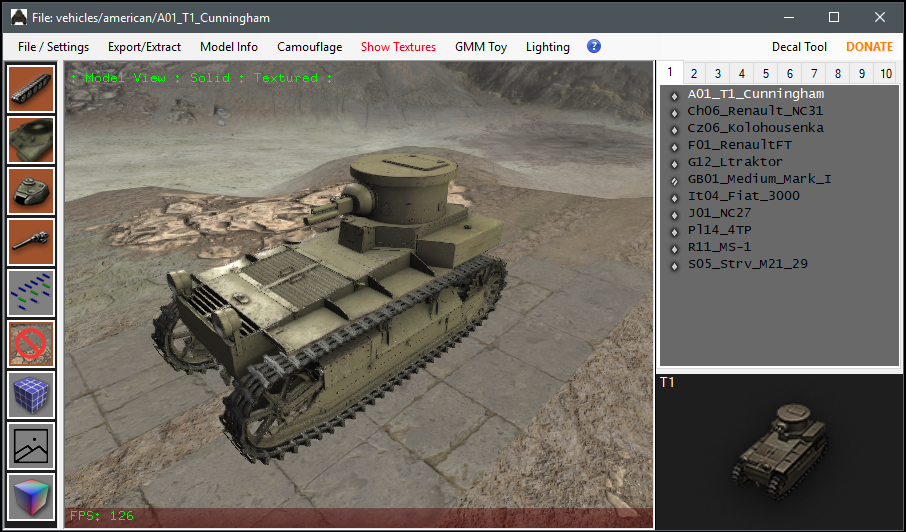 File: vehicles/american/A01_T1_Cunningham
File / Settings Export/Extract Model Info Camouflage Show Textures GMM Toy Lighting ? Decal Tool DONATE
: Model View : Solid : Textured :
1 2 3 4 5 6 7 8 9 10
A01_T1_Cunningham
Ch06_Renault_NC31
Cz06_Kolohousenka
F01_RenaultFT
G12_Ltraktor
GB01_Medium_Mark_I
It04_Fiat_3000
J01_NC27
Pl14_4TP
R11_MS-1
S05_Strv_M21_29
T1
FPS: 126